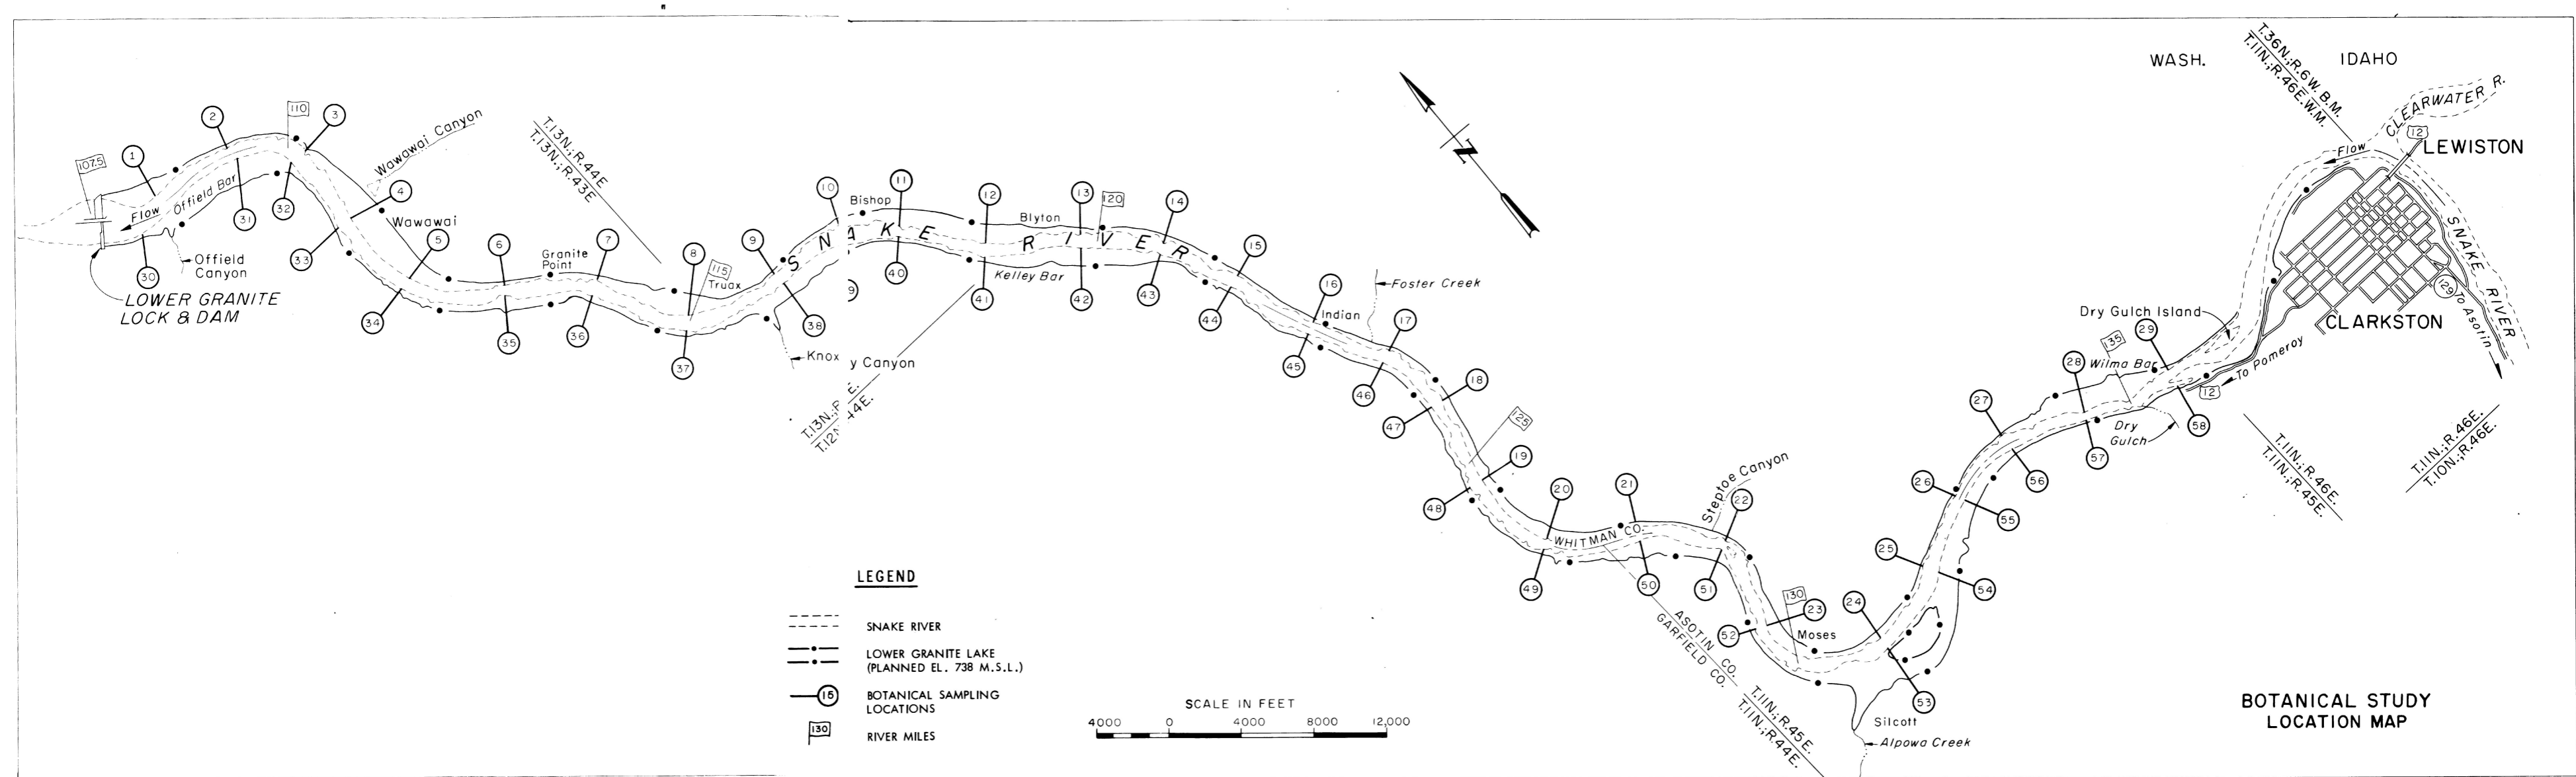 WASH.
IDAHO
T.36N.;R.6W.B.M.
T.11N.;R.46E.W.M.
CLEARWATER R.
12
LEWISTON
Flow
SNAKE RIVER
129
To Asotin
CLARKSTON
Dry Gulch Island
29
135
28
Wilma Bar
To Pomeroy
12
58
Dry
Gulch
57
27
56
26
55
25
54
24
53
T.11N.;R.46E.
T.11N.;R.45E.
T.11N.;R.46E.
T.10N.;R.46E.
107.5
1
2
110
3
Wawawai Canyon
4
Wawawai
5
6
Granite
Point
7
T.13N.;R.44E
T.13N.;R.43E
8
115
Truax
9
10
Bishop
11
12
Blyton
13
120
14
15
SNAKE RIVER
N
Flow
Offield Bar
30
31
32
33
34
35
36
37
38
9
40
Kelley Bar
41
42
43
44
Offield
Canyon
LOWER GRANITE
LOCK & DAM
Knox
y Canyon
T.13N.;R
E.
T.12N
44E.
16
Indian
Foster Creek
17
45
46
18
47
125
19
48
20
21
Steptoe Canyon
22
WHITMAN CO.
49
50
51
ASOTIN CO.
GARFIELD CO.
130
23
52
Moses
T.11N.;R.45E.
T.11N.;R.44E.
Silcott
Alpowa Creek
LEGEND
SNAKE RIVER
LOWER GRANITE LAKE
(PLANNED EL. 738 M.S.L.)
15
BOTANICAL SAMPLING
LOCATIONS
130
RIVER MILES
SCALE IN FEET
4000 0 4000 8000 12,000
BOTANICAL STUDY
LOCATION MAP